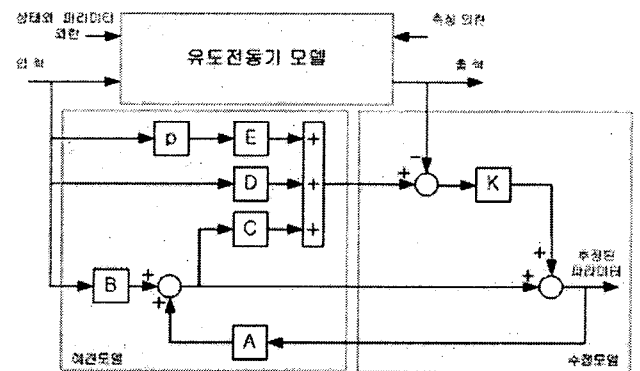 상태와 파라미터
외란
유도전동기 모델
측정 외란
입 력
출 력
p
E
+
D
+
C
+
+
−
K
B
+
+
+
+
추정된
파라미터
A
예견모델
수정모델